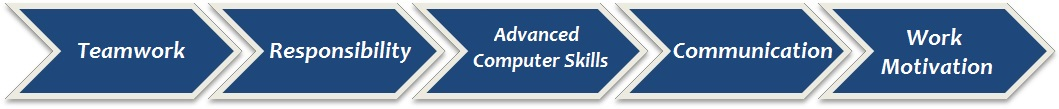 Teamwork
Responsibility
Advanced
Computer Skills
Communication
Work
Motivation